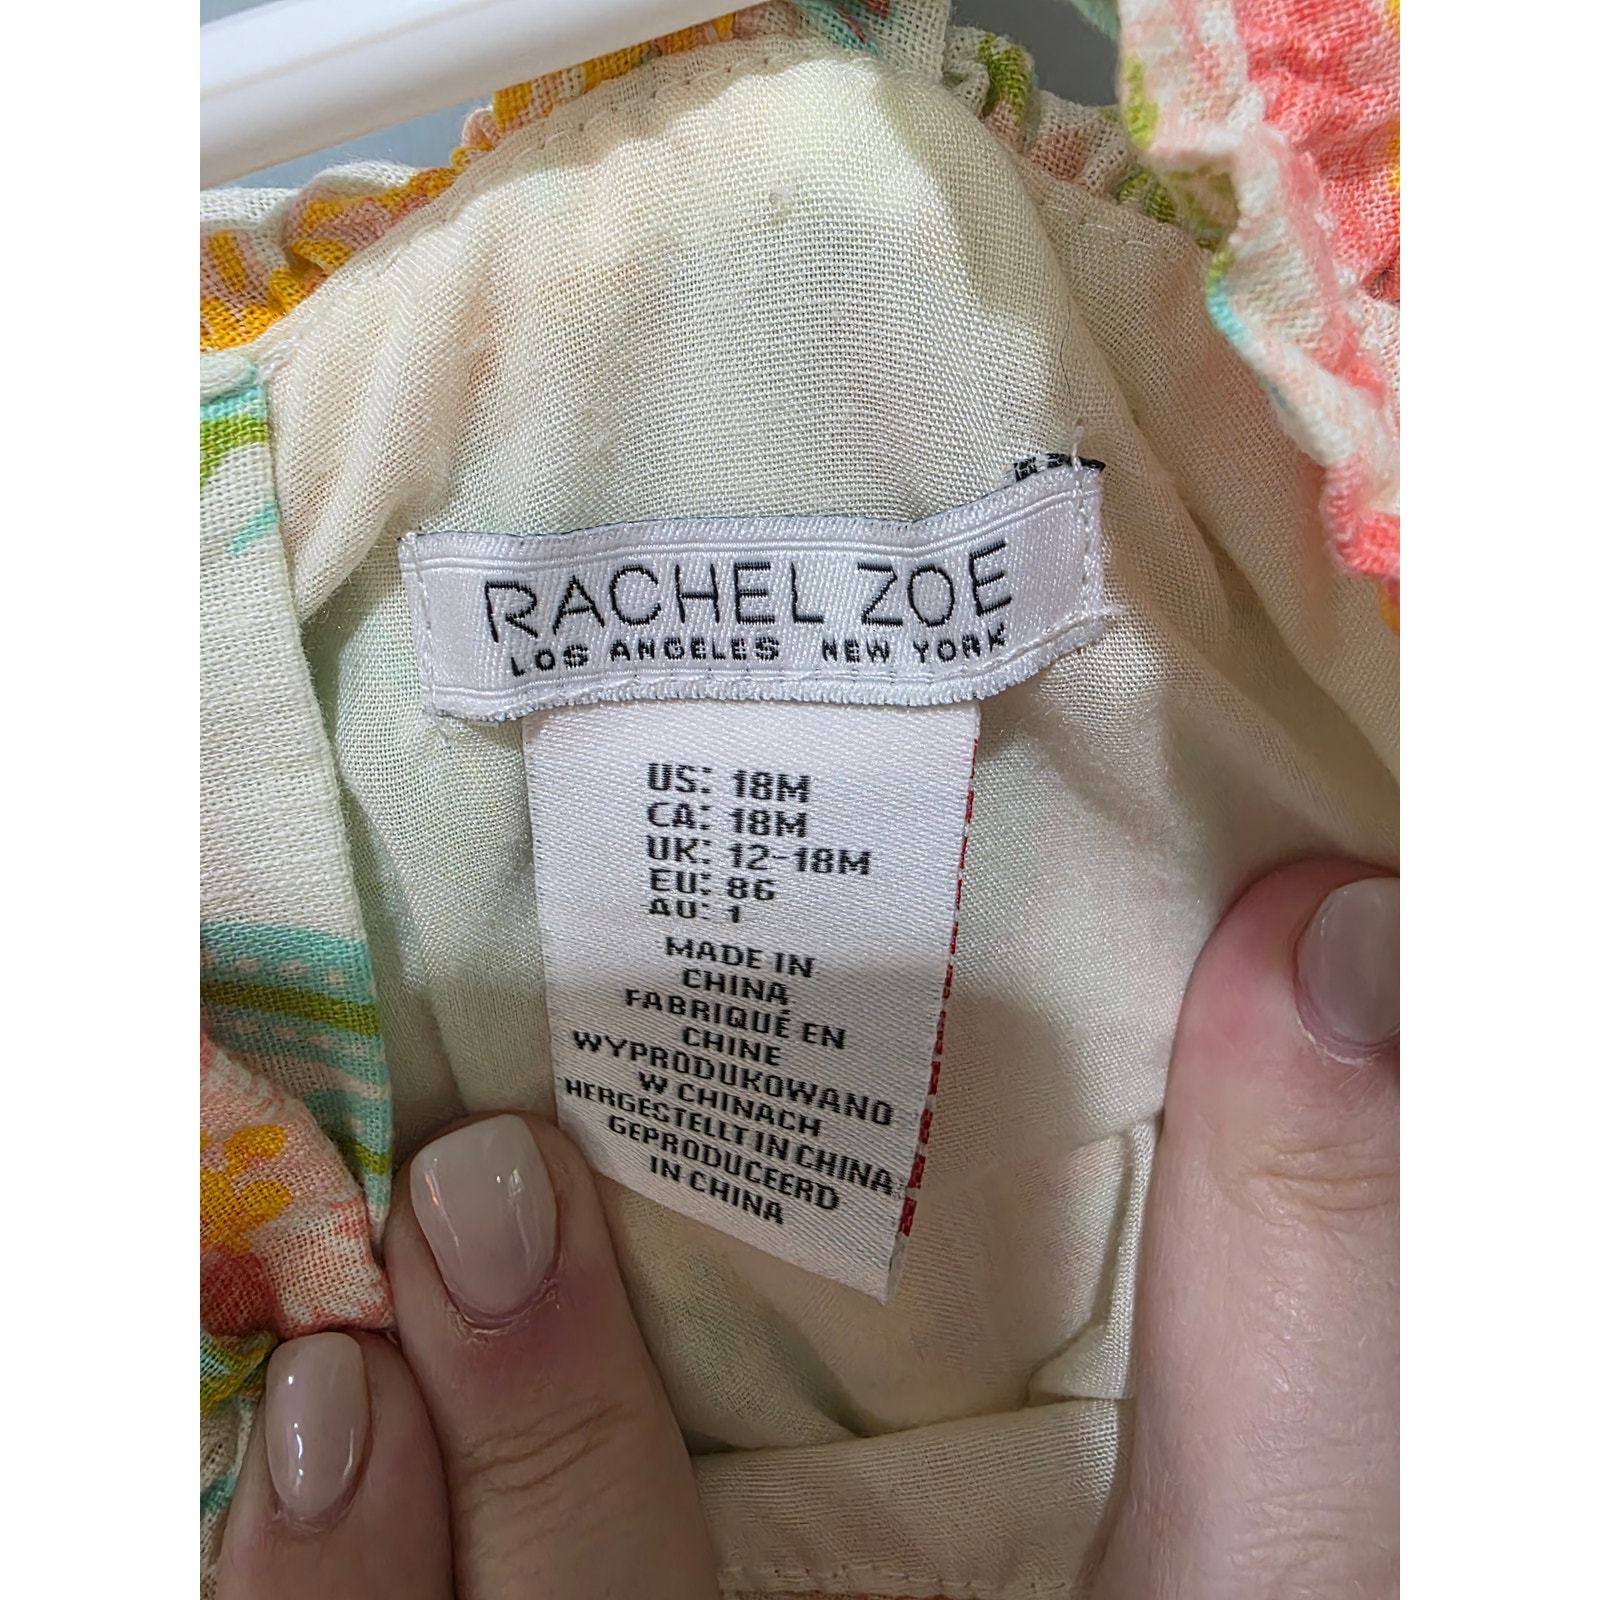 RACHEL ZOE
LOS ANGELES NEW YORK
US: 18M
CA: 18M
UK: 12-18M
EU: 86
AU: 1
MADE IN
CHINA
FABRIQUÉ EN
CHINE
WYPRODUKOWANO
W CHINACH
HERGESTELLT IN CHINA
GEPRODUCEERD
IN CHINA